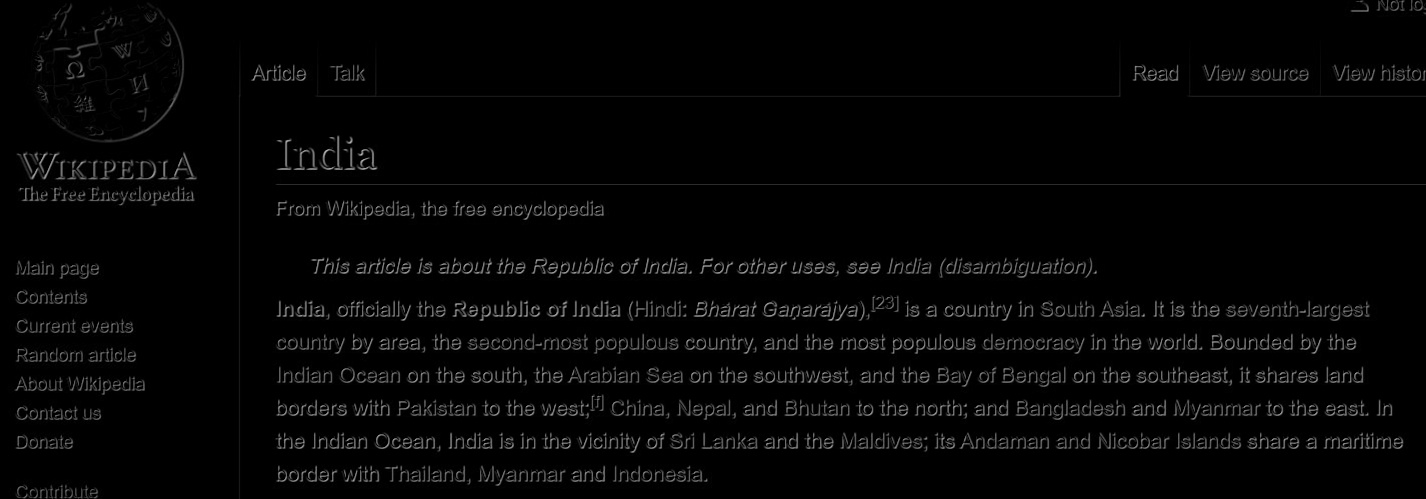 Not lo
Article Talk Read View source View histor
WIKIPEDIA
The Free Encyclopedia
India
From Wikipedia, the free encyclopedia
This article is about the Republic of India. For other uses, see India (disambiguation).
India, officially the Republic of India (Hindi: Bhārat Gaṇarājya),[23] is a country in South Asia. It is the seventh-largest
country by area, the second-most populous country, and the most populous democracy in the world. Bounded by the
Indian Ocean on the south, the Arabian Sea on the southwest, and the Bay of Bengal on the southeast, it shares land
borders with Pakistan to the west;[f] China, Nepal, and Bhutan to the north; and Bangladesh and Myanmar to the east. In
the Indian Ocean, India is in the vicinity of Sri Lanka and the Maldives; its Andaman and Nicobar Islands share a maritime
border with Thailand, Myanmar and Indonesia.
Main page
Contents
Current events
Random article
About Wikipedia
Contact us
Donate
Contribute